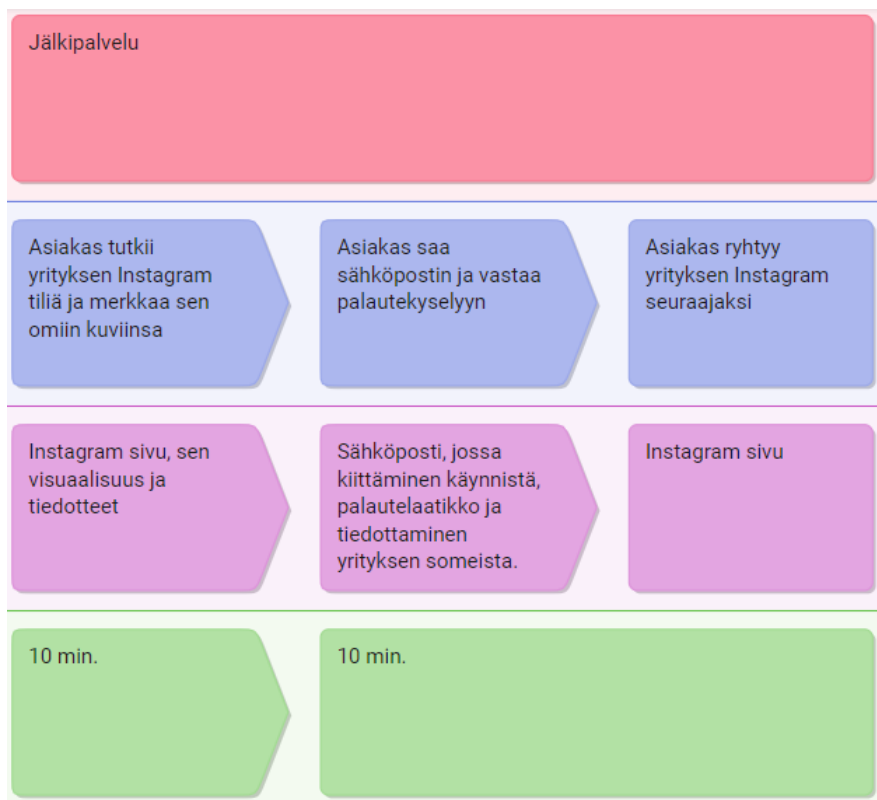 Jälkipalvelu
Asiakas tutkii
yrityksen Instagram
tiliä ja merkkaa sen
omiin kuviinsa
Asiakas saa
sähköpostin ja vastaa
palautekyselyyn
Asiakas ryhtyy
yrityksen Instagram
seuraajaksi
Instagram sivu, sen
visuaalisuus ja
tiedotteet
Sähköposti, jossa
kiittäminen käynnistä,
palautelaatikko ja
tiedottaminen
yrityksen someista.
Instagram sivu
10 min.
10 min.